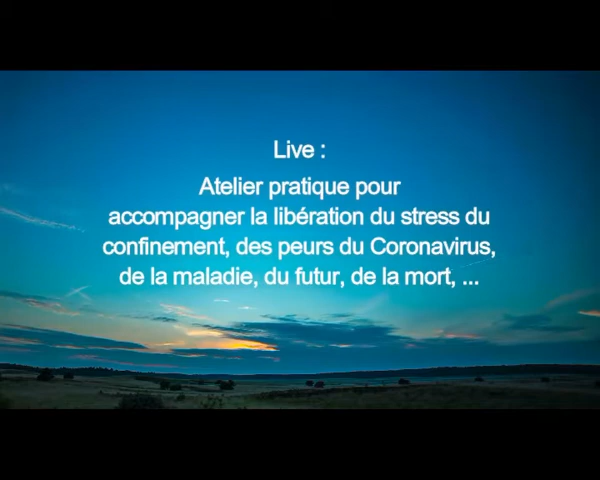 Live :
Atelier pratique pour
accompagner la libération du stress du
confinement, des peurs du Coronavirus,
de la maladie, du futur, de la mort, ...